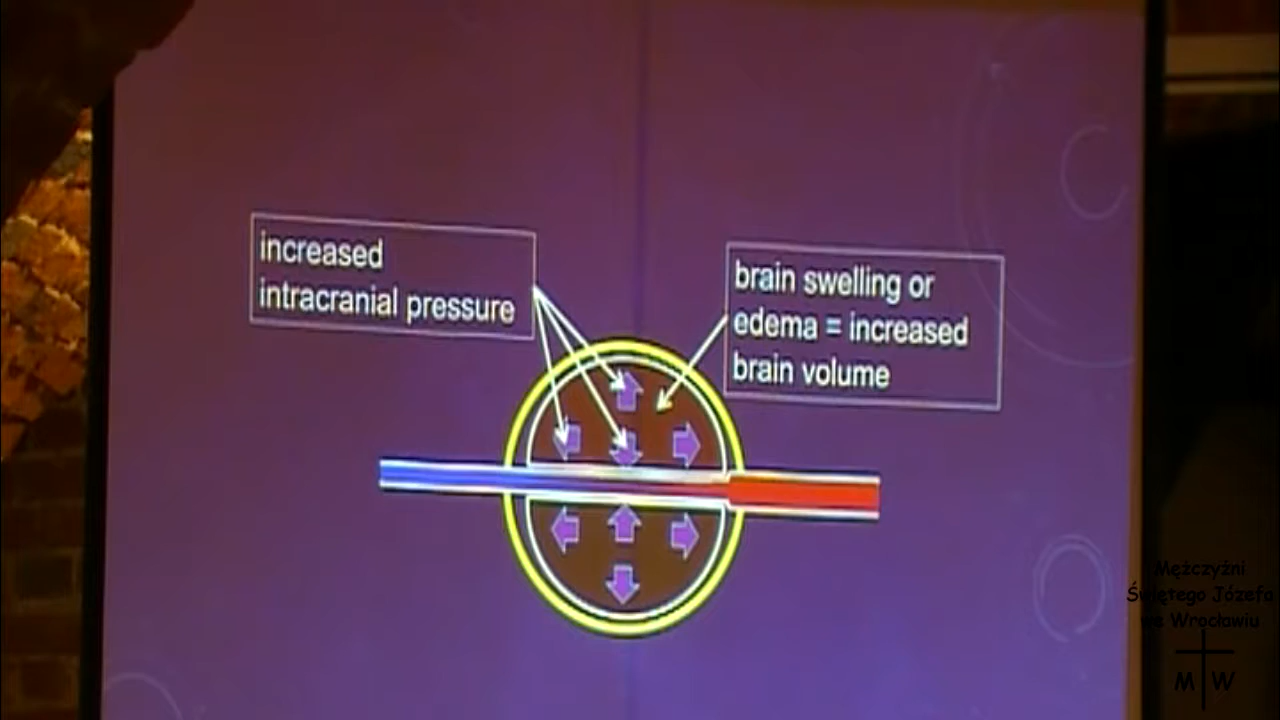 increased
intracranial pressure
brain swelling or
edema = increased
brain volume
Mężczyźni
Świętego Józefa
we Wrocławiu
M W